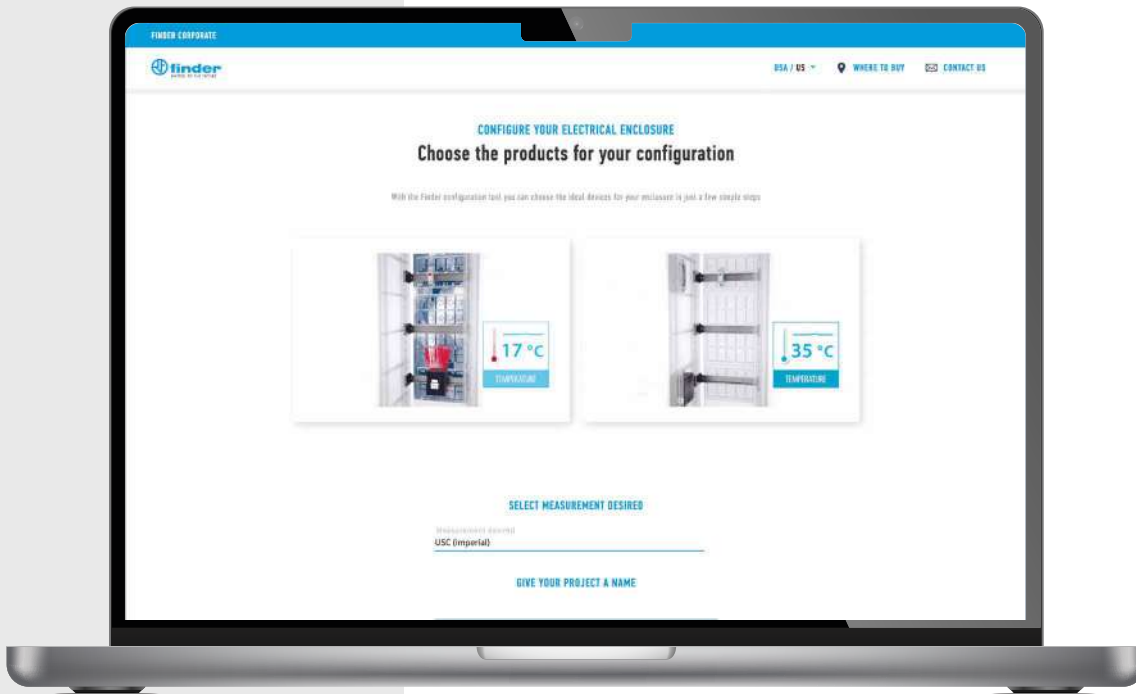 FINDER CORPORATE
finder
USA / US
WHERE TO BUY
CONTACT US
CONFIGURE YOUR ELECTRICAL ENCLOSURE
Choose the products for your configuration
With the Finder configuration tool you can choose the ideal devices for your enclosure in just a few simple steps
17 °C
TEMPERATURE
35 °C
TEMPERATURE
SELECT MEASUREMENT DESIRED
Measurement desired
USC (Imperial)
GIVE YOUR PROJECT A NAME